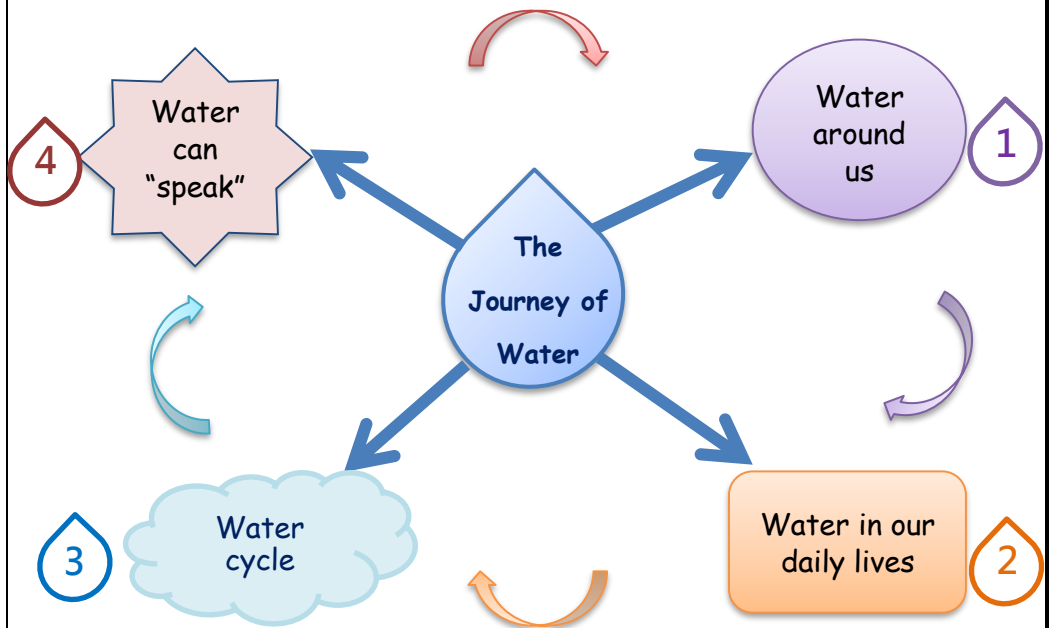 The
Journey of
Water
Water
around
us
1
Water in our
daily lives
2
Water
cycle
3
Water
can
“speak”
4